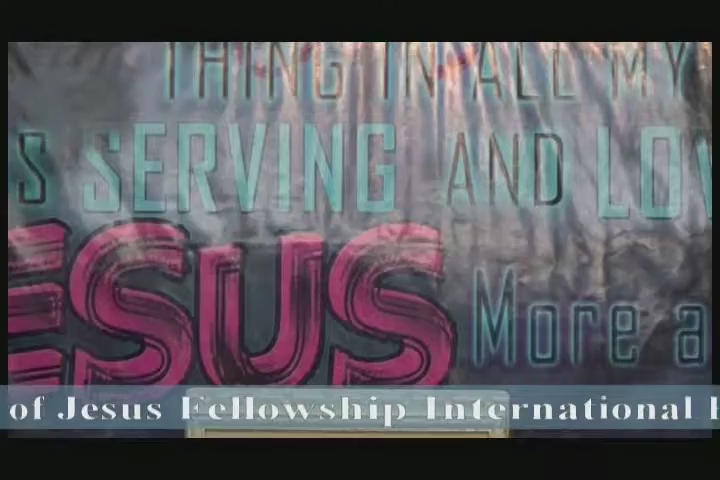 THING IN ALL MY
S SERVING AND LOV
ESUS More a
of Jesus Fellowship International